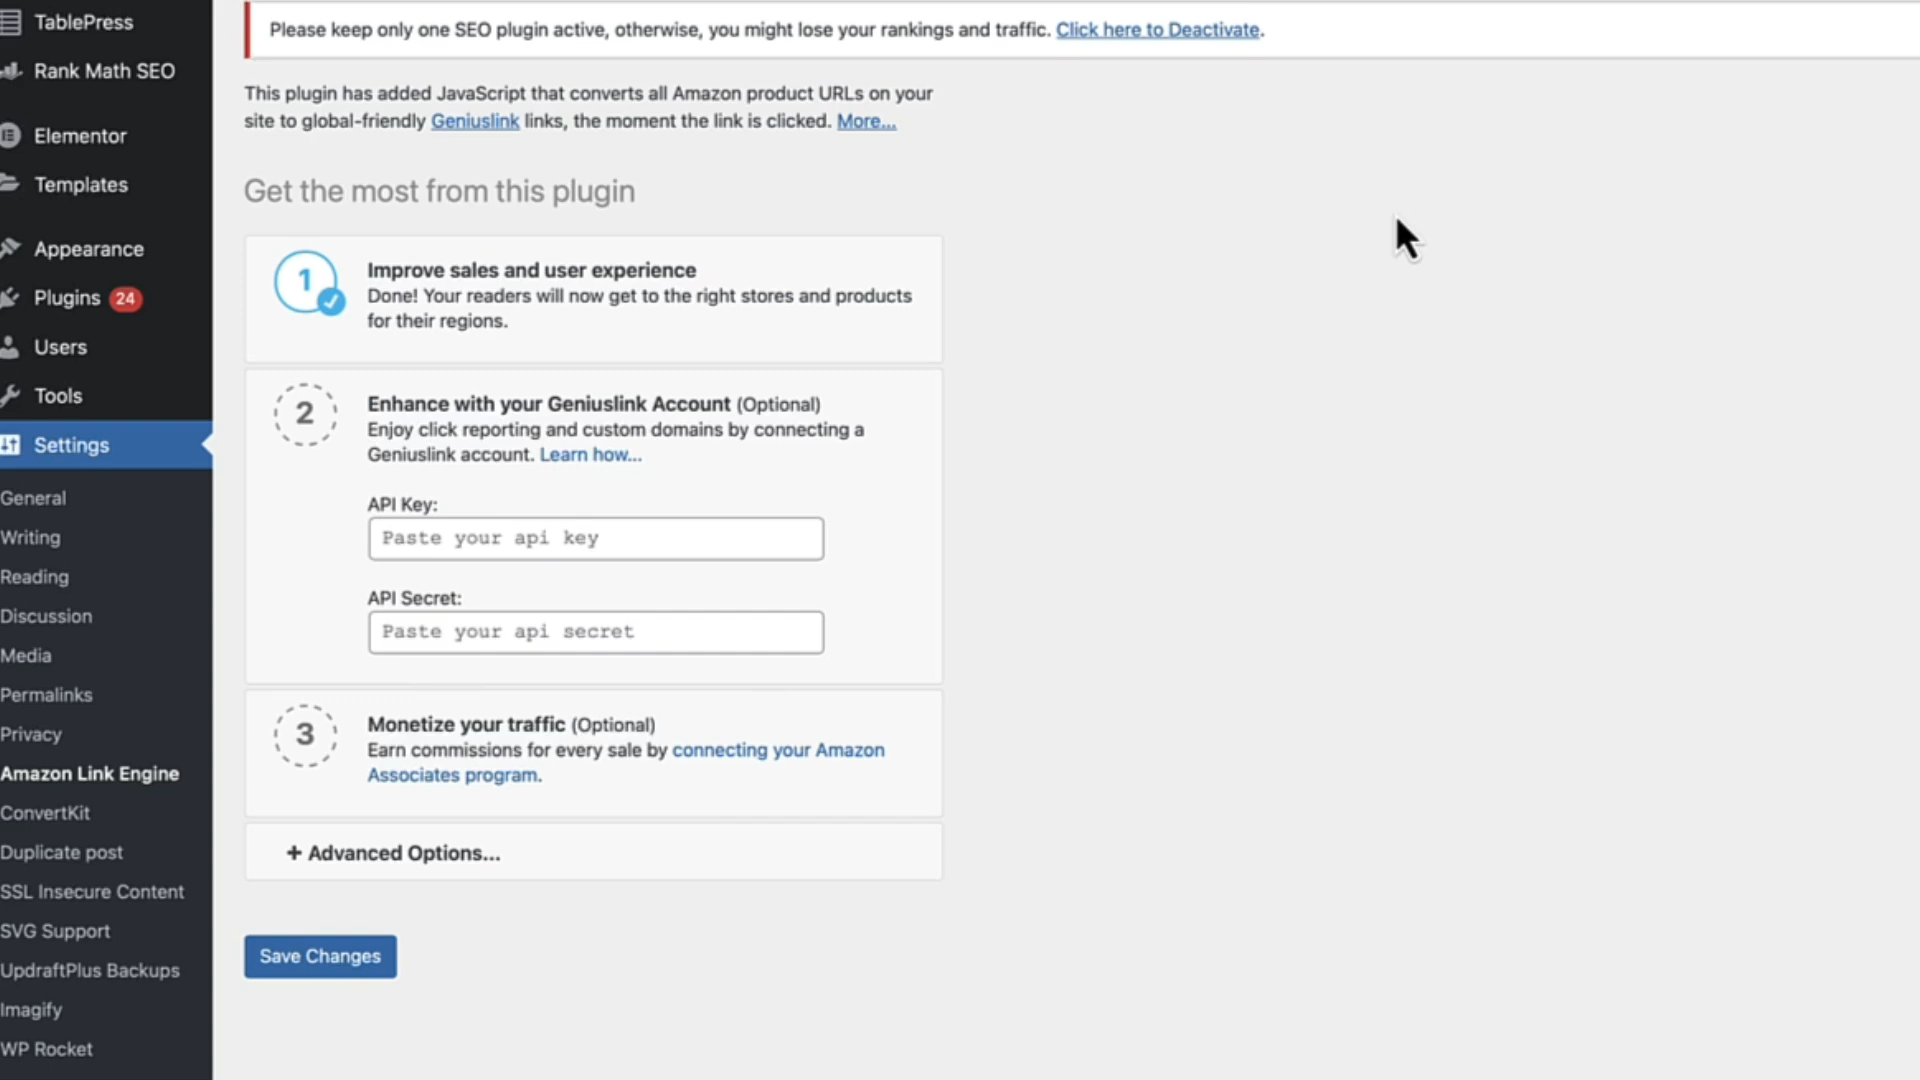 TablePress
Rank Math SEO
Elementor
Templates
Appearance
Plugins 24
Users
Tools
Settings
General
Writing
Reading
Discussion
Media
Permalinks
Privacy
Amazon Link Engine
ConvertKit
Duplicate post
SSL Insecure Content
SVG Support
UpdraftPlus Backups
Imagify
WP Rocket
Please keep only one SEO plugin active, otherwise, you might lose your rankings and traffic. Click here to Deactivate.
This plugin has added JavaScript that converts all Amazon product URLs on your
site to global-friendly Geniuslink links, the moment the link is clicked. More...
Get the most from this plugin
1
Improve sales and user experience
Done! Your readers will now get to the right stores and products
for their regions.
2
Enhance with your Geniuslink Account (Optional)
Enjoy click reporting and custom domains by connecting a
Geniuslink account. Learn how...
API Key:
Paste your api key
API Secret:
Paste your api secret
3
Monetize your traffic (Optional)
Earn commissions for every sale by connecting your Amazon
Associates program.
+ Advanced Options...
Save Changes